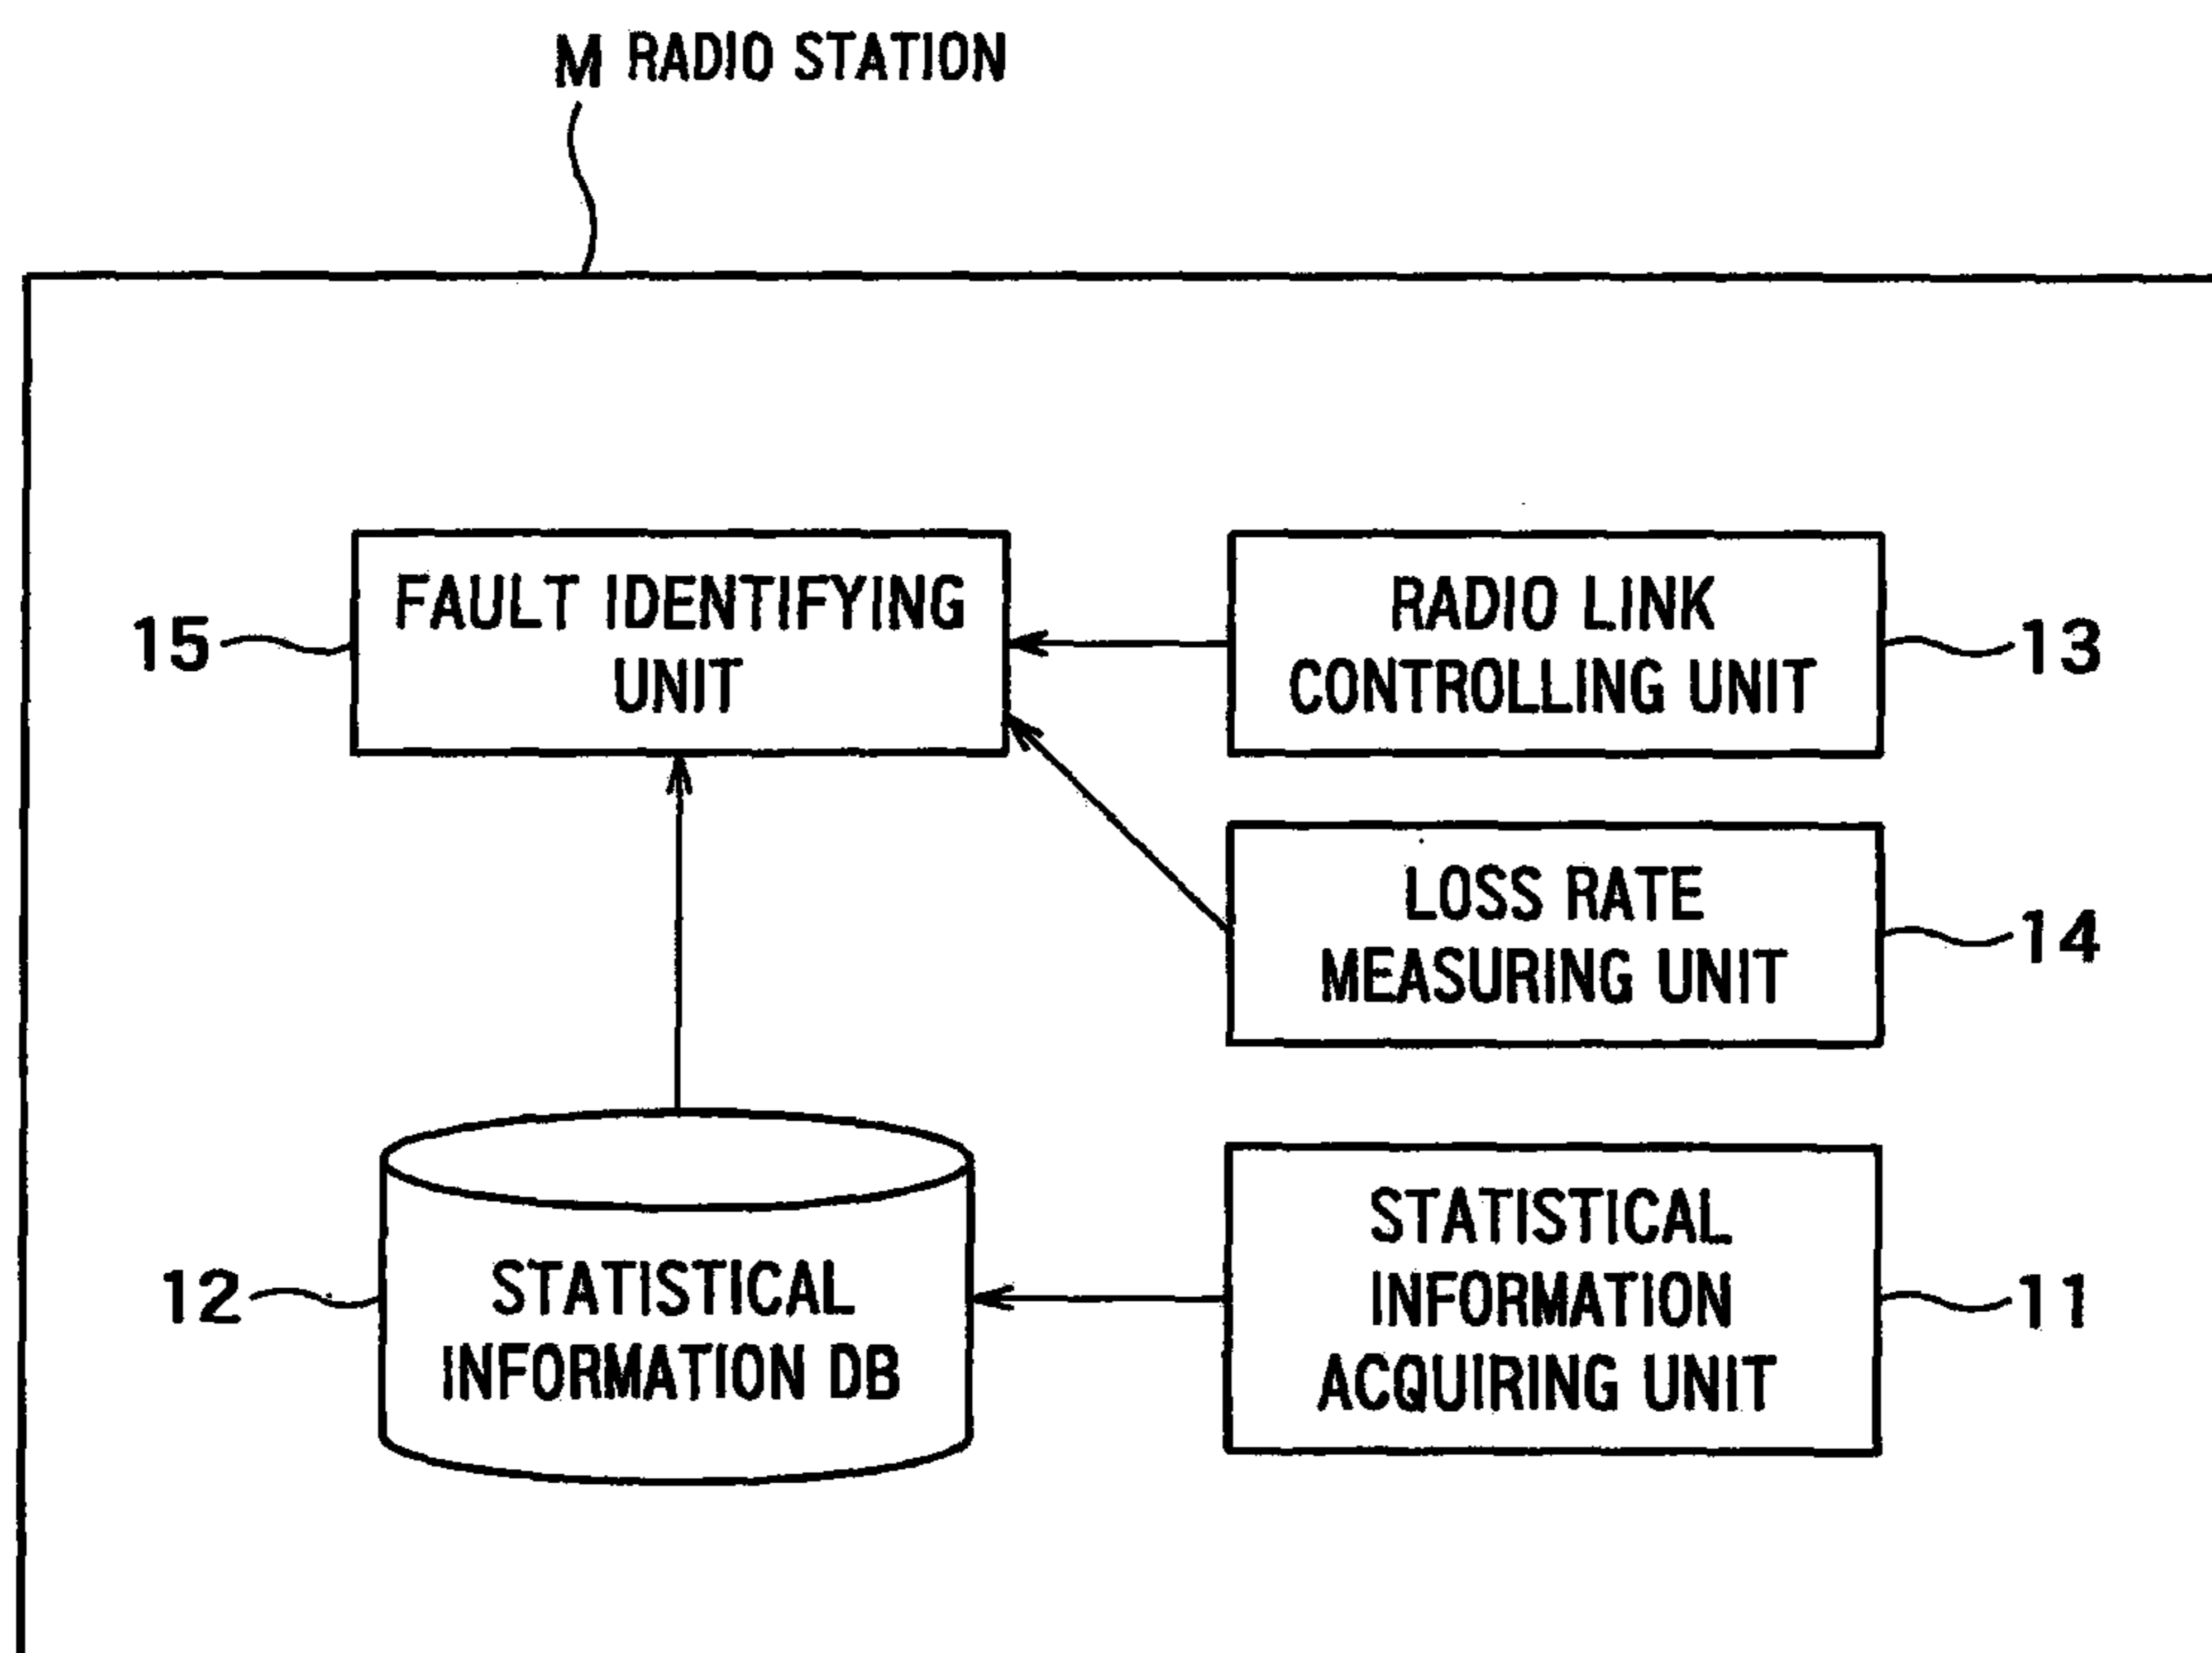 M RADIO STATION
15
FAULT IDENTIFYING
UNIT
RADIO LINK
CONTROLLING UNIT
13
LOSS RATE
MEASURING UNIT
14
12
STATISTICAL
INFORMATION DB
STATISTICAL
INFORMATION
ACQUIRING UNIT
11